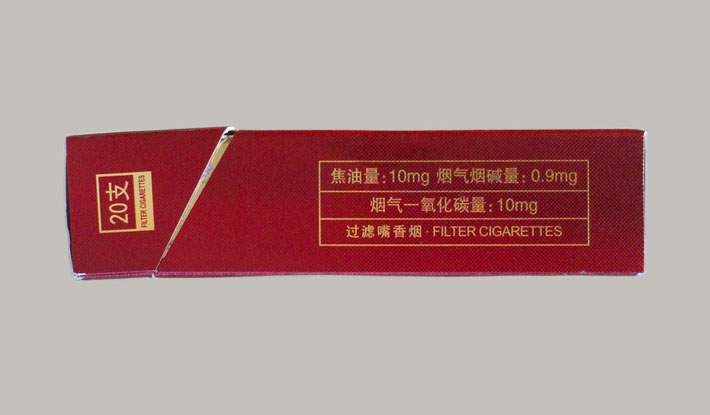 20支
FILTER CIGARETTES
焦油量:10mg 烟气烟碱量:0.9mg
烟气一氧化碳量:10mg
过滤嘴香烟·FILTER CIGARETTES